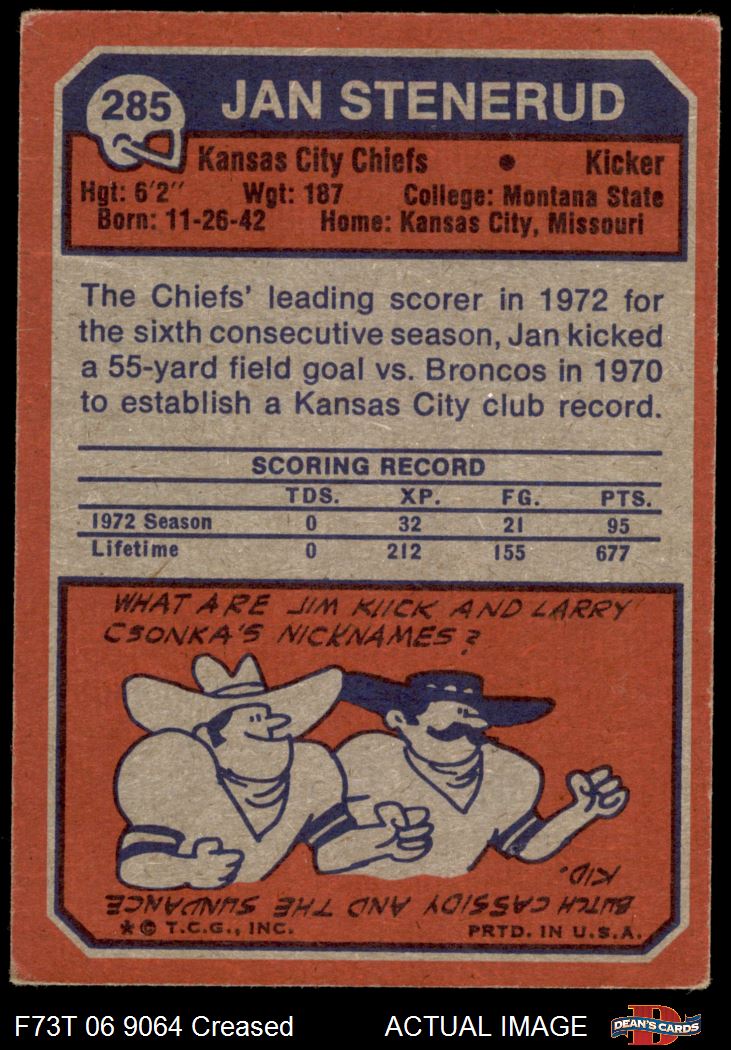 285
JAN STENERUD
Kansas City Chiefs • Kicker
Hgt: 6'2" Wgt: 187 College: Montana State
Born: 11-26-42 Home: Kansas City, Missouri
The Chiefs' leading scorer in 1972 for
the sixth consecutive season, Jan kicked
a 55-yard field goal vs. Broncos in 1970
to establish a Kansas City club record.
SCORING RECORD
TDS. XP. FG. PTS.
1972 Season 0 32 21 95
Lifetime 0 212 155 677
WHAT ARE JIM KIICK AND LARRY
CSONKA'S NICKNAMES?
BUTCH CASSIDY AND THE SUNDANCE
KID.
* © T.C.G., INC. PRTD. IN U.S.A.
F73T 06 9064 Creased ACTUAL IMAGE
D
DEAN'S CARDS